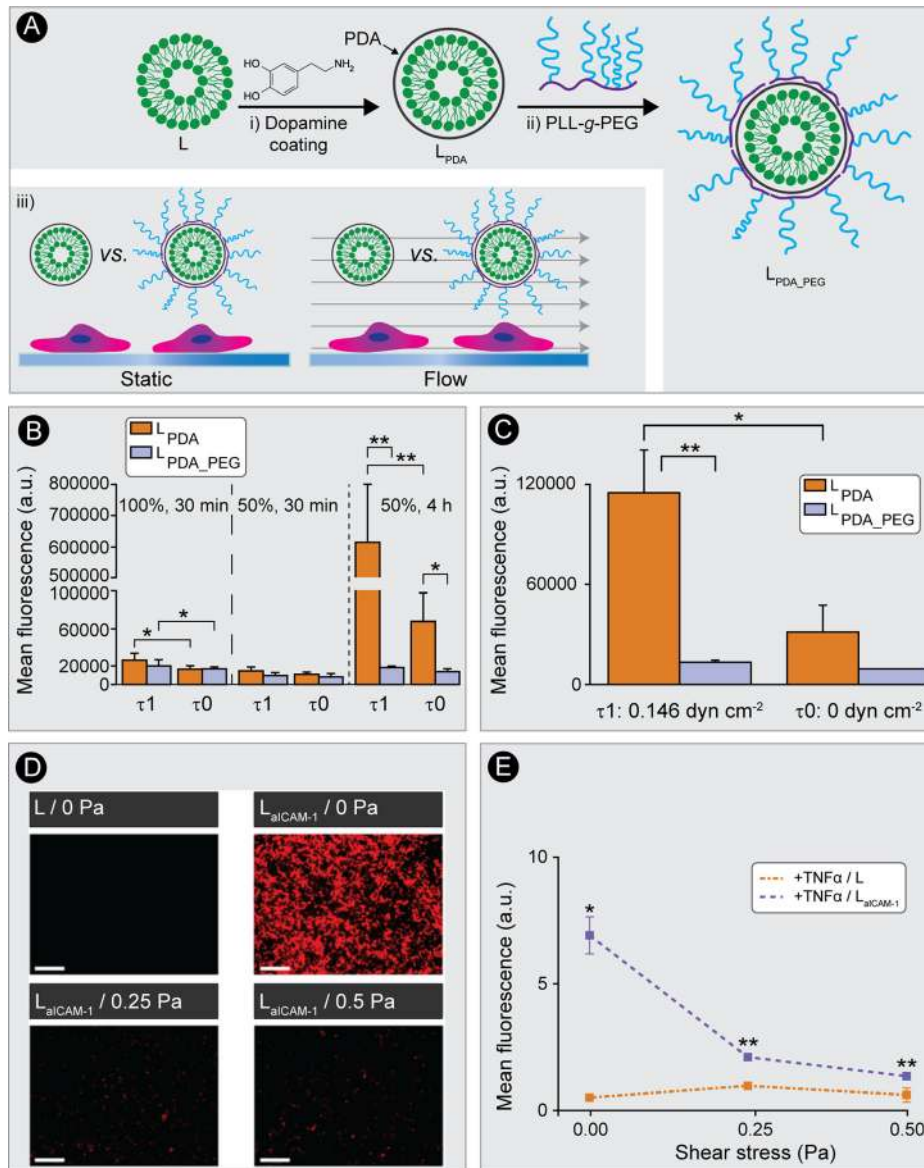 A
PDA
HO
HO
NH2
L
i) Dopamine
coating
LPDA
ii) PLL-g-PEG
LPDA_PEG
iii)
vs.
vs.
Static
Flow
B
LPDA
LPDA_PEG
Mean fluorescence (a.u.)
800000
700000
600000
500000
100000
60000
20000
0
100%, 30 min
50%, 30 min
50%, 4 h
*
*
**
**
*
τ1
τ0
τ1
τ0
τ1
τ0
C
*
**
LPDA
LPDA_PEG
Mean fluorescence (a.u.)
120000
60000
0
τ1: 0.146 dyn cm-2
τ0: 0 dyn cm-2
D
L / 0 Pa
LaICAM-1 / 0 Pa
LaICAM-1 / 0.25 Pa
LaICAM-1 / 0.5 Pa
E
+TNFα / L
+TNFα / LaICAM-1
Mean fluorescence (a.u.)
10
5
0
*
**
**
0.00
0.25
0.50
Shear stress (Pa)